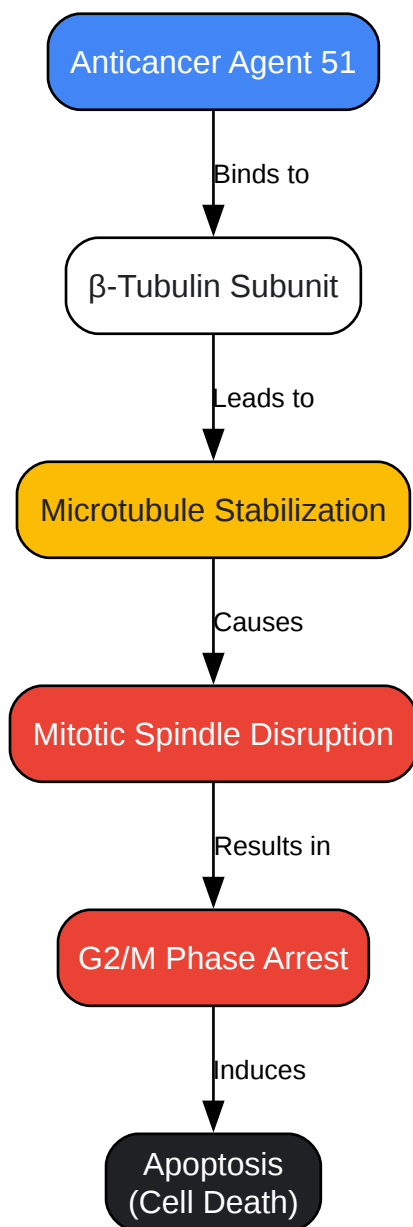 Anticancer Agent 51
Binds to
β-Tubulin Subunit
Leads to
Microtubule Stabilization
Causes
Mitotic Spindle Disruption
Results in
G2/M Phase Arrest
Induces
Apoptosis
(Cell Death)